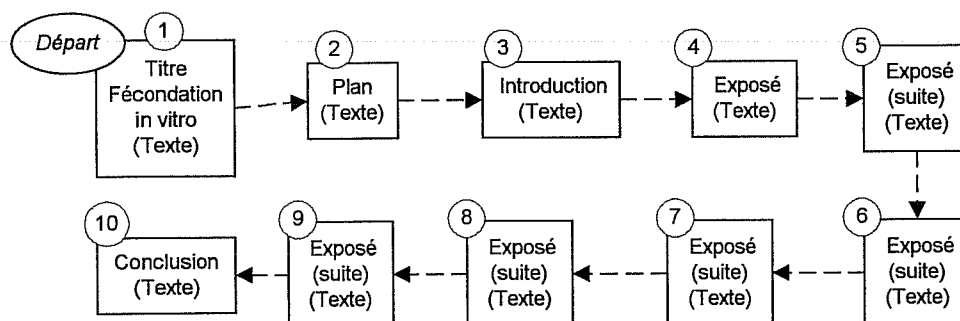 Départ
1
Titre
Fécondation
in vitro
(Texte)
2
Plan
(Texte)
3
Introduction
(Texte)
4
Exposé
(Texte)
5
Exposé
(suite)
(Texte)
6
Exposé
(suite)
(Texte)
7
Exposé
(suite)
(Texte)
8
Exposé
(suite)
(Texte)
9
Exposé
(suite)
(Texte)
10
Conclusion
(Texte)